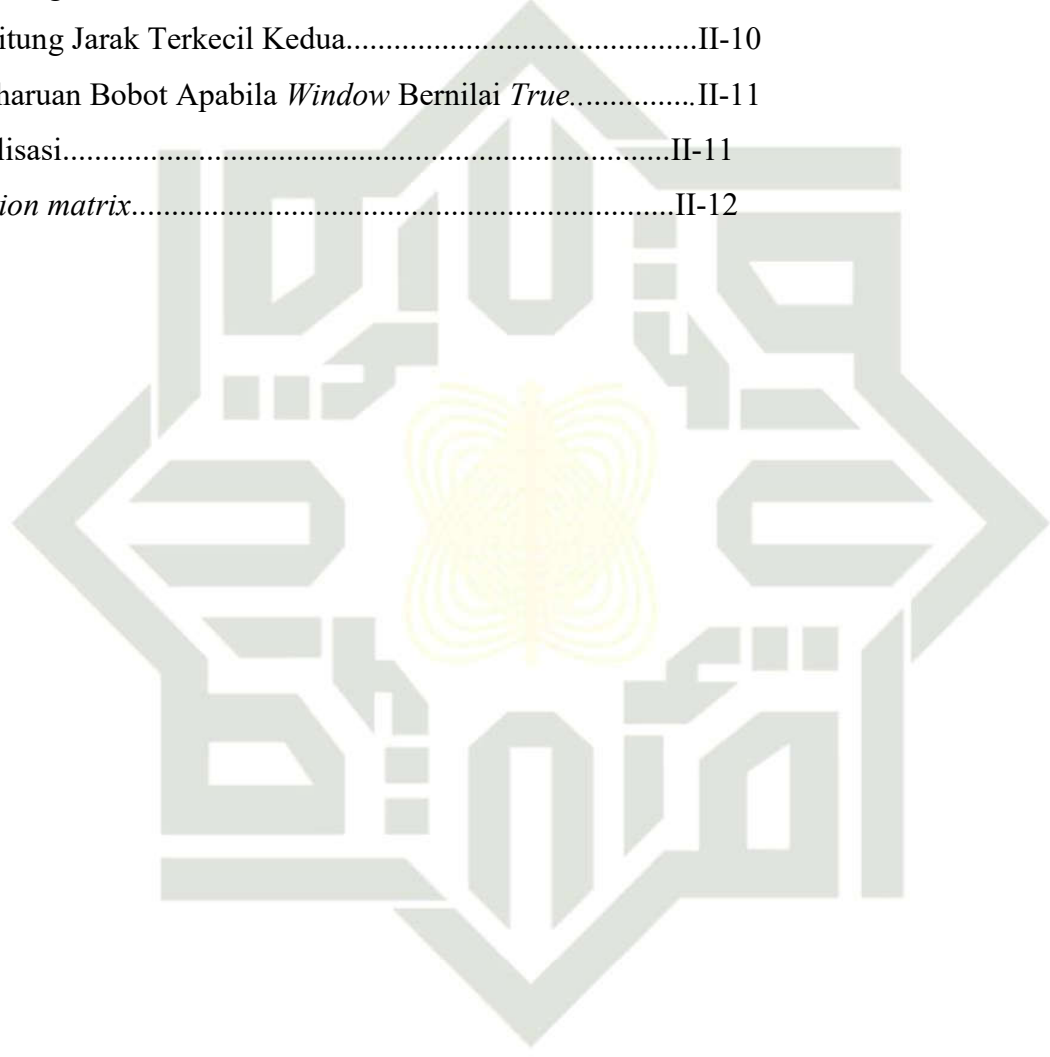 itung Jarak Terkecil Kedua............................................II-10
haruan Bobot Apabila Window Bernilai True................II-11
lisasi............................................................................II-11
ion matrix....................................................................II-12